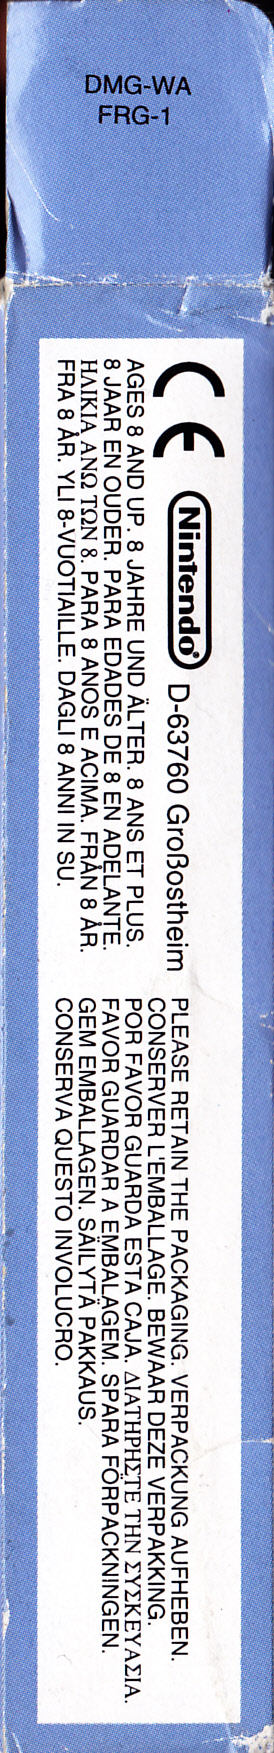 DMG-WA
FRG-1
CE Nintendo® D-63760 Großostheim
AGES 8 AND UP. 8 JAHRE UND ÄLTER. 8 ANS ET PLUS.
8 JAAR EN OUDER. PARA EDADES DE 8 EN ADELANTE.
ΗΛΙΚΙΑ ΑΝΩ ΤΩΝ 8. PARA 8 ANOS E ACIMA. FRÅN 8 ÅR.
FRA 8 ÅR. YLI 8-VUOTIAILLE. DAGLI 8 ANNI IN SU.
PLEASE RETAIN THE PACKAGING. VERPACKUNG AUFHEBEN.
CONSERVER L'EMBALLAGE. BEWAAR DEZE VERPAKKING.
POR FAVOR GUARDA ESTA CAJA. ΔΙΑΤΗΡΗΣΤΕ ΤΗΝ ΣΥΣΚΕΥΑΣΙΑ.
FAVOR GUARDAR A EMBALAGEM. SPARA FÖRPACKNINGEN.
GEM EMBALLAGEN. SÄILYTÄ PAKKAUS.
CONSERVA QUESTO INVOLUCRO.